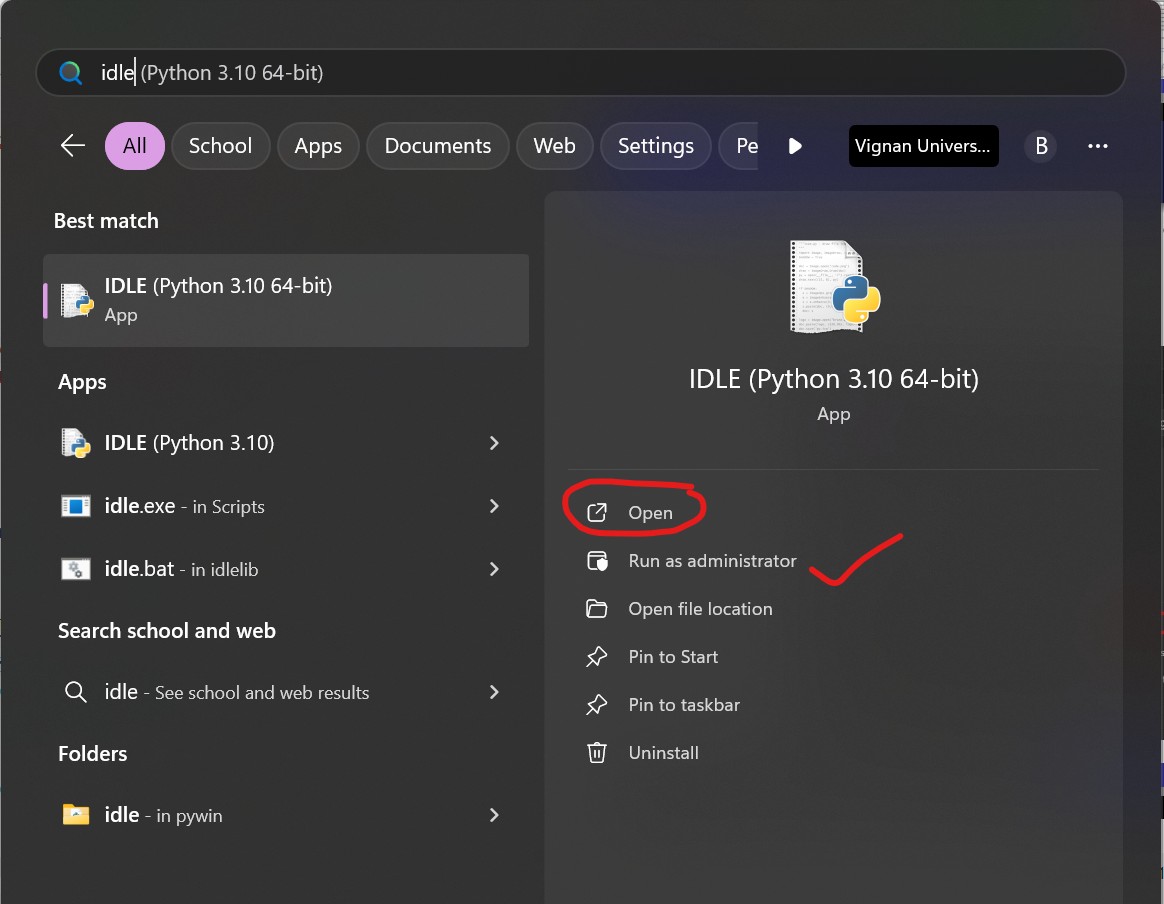 idle (Python 3.10 64-bit)
All School Apps Documents Web Settings Pe Vignan Univers... B
Best match
IDLE (Python 3.10 64-bit)
App
Apps
IDLE (Python 3.10)
idle.exe - in Scripts
idle.bat - in idlelib
Search school and web
idle - See school and web results
Folders
idle - in pywin
IDLE (Python 3.10 64-bit)
App
Open
Run as administrator
Open file location
Pin to Start
Pin to taskbar
Uninstall